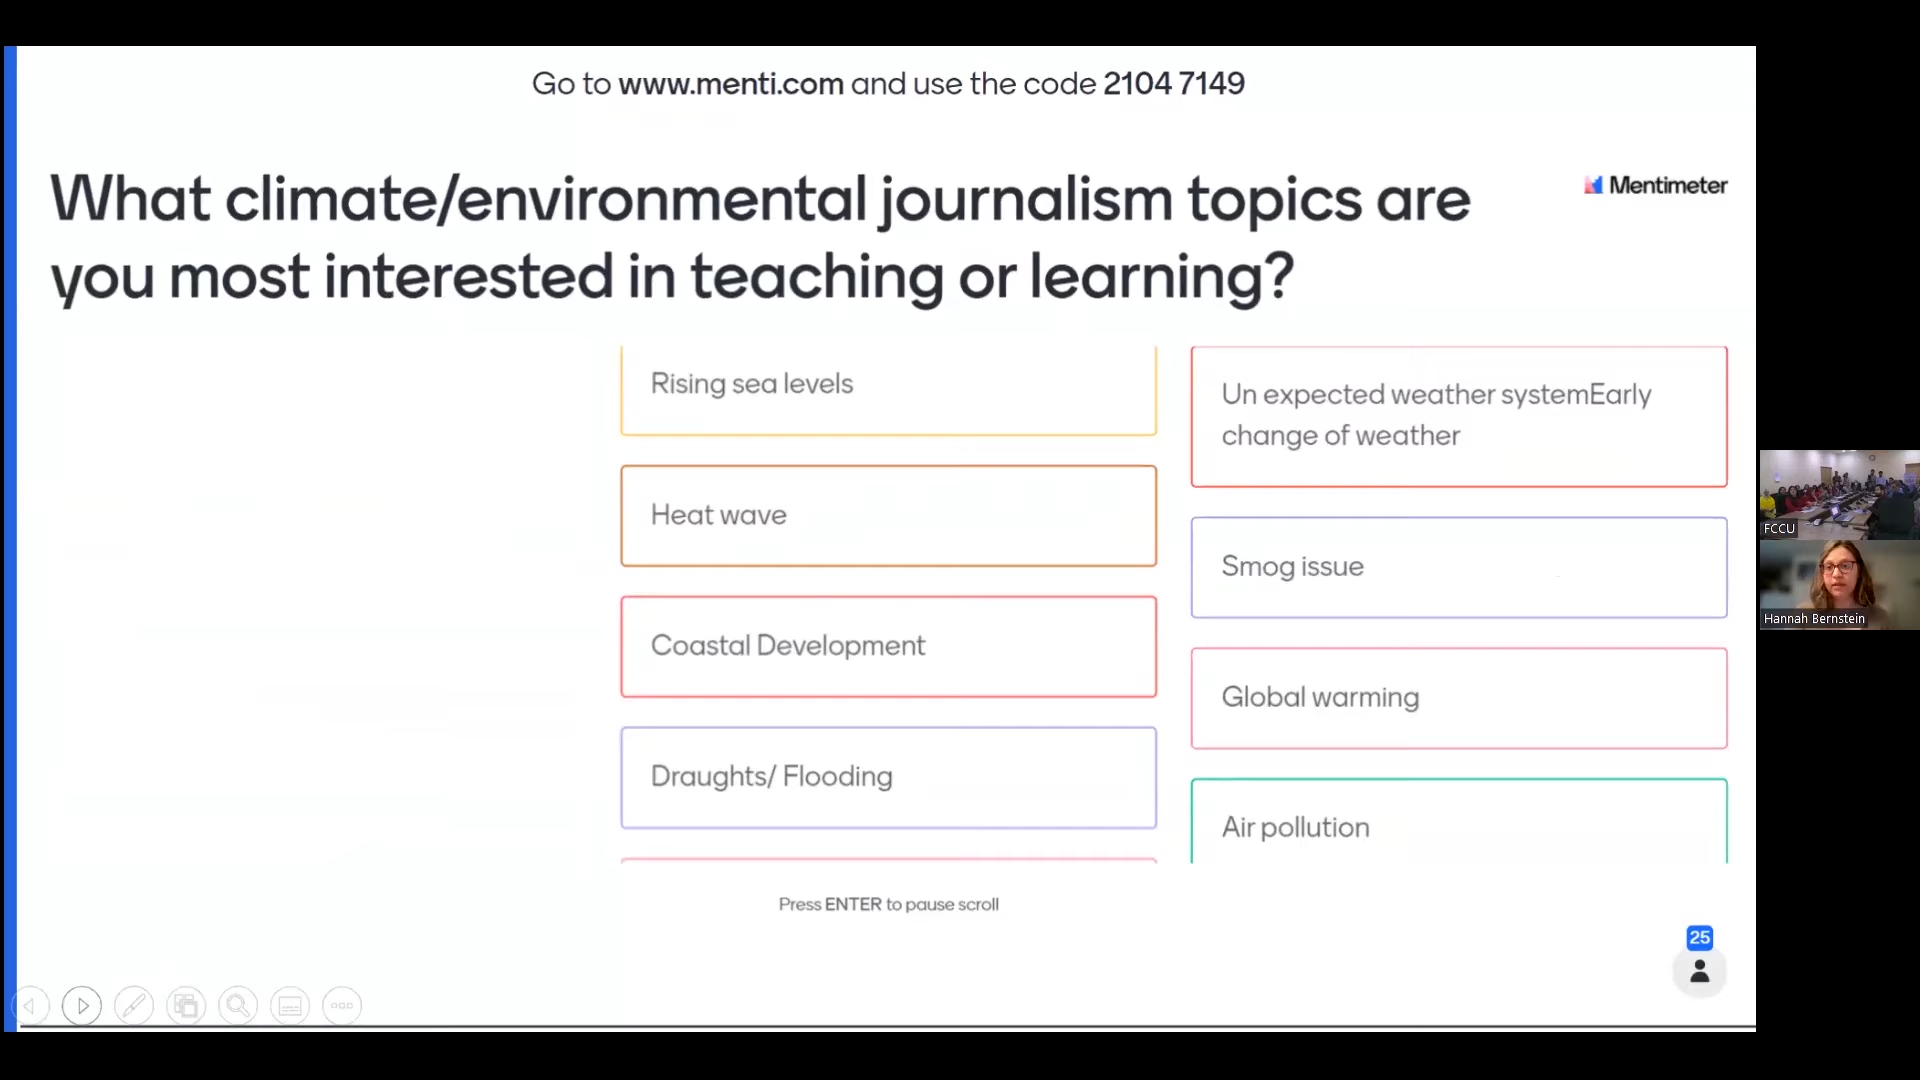 Go to www.menti.com and use the code 2104 7149
What climate/environmental journalism topics are
you most interested in teaching or learning?
Mentimeter
Rising sea levels
Heat wave
Coastal Development
Draughts/ Flooding
Un expected weather systemEarly
change of weather
Smog issue
Global warming
Air pollution
Press ENTER to pause scroll
25
FCCU
Hannah Bernstein